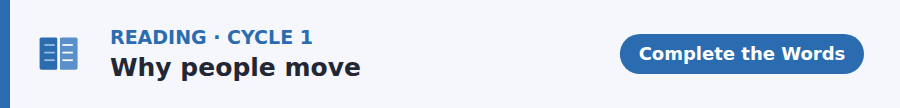 READING · CYCLE 1
Why people move
Complete the Words